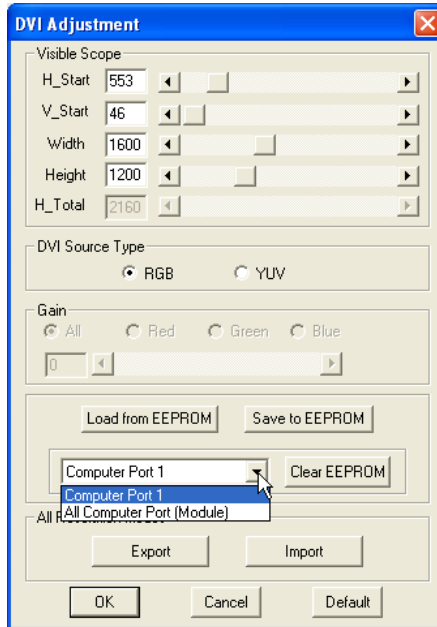 DVI Adjustment
Visible Scope
H_Start 553
V_Start 46
Width 1600
Height 1200
H_Total 2160
DVI Source Type
RGB YUV
Gain
All Red Green Blue
0
Load from EEPROM Save to EEPROM
Computer Port 1 Clear EEPROM
Computer Port 1
All Computer Port (Module)
Export Import
OK Cancel Default